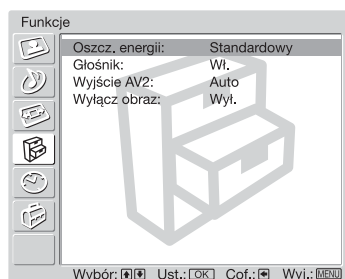 Funkcje
Oszcz. energii: Standardowy
Głośnik: Wł.
Wyjście AV2: Auto
Wyłącz obraz: Wył.
Wybór: Ust.: OK Cof.: Wyj.: MENU